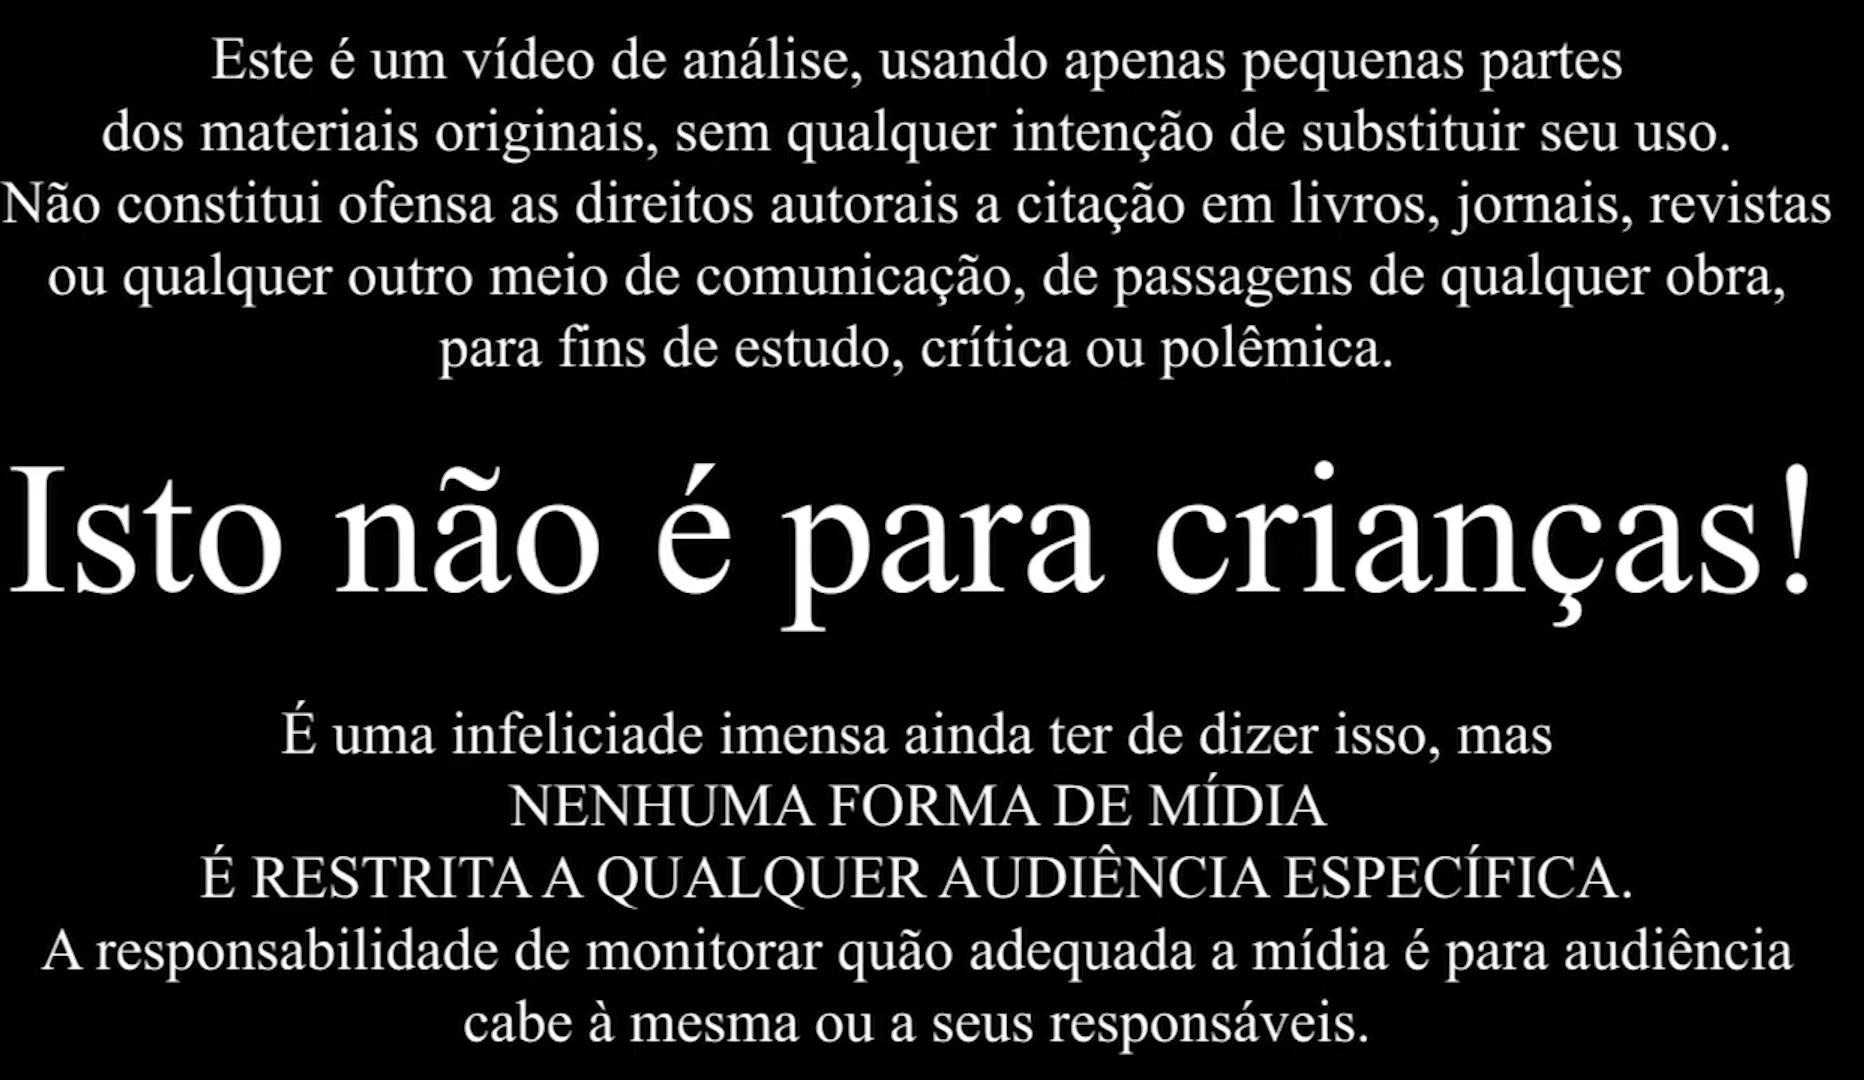 Este é um vídeo de análise, usando apenas pequenas partes
dos materiais originais, sem qualquer intenção de substituir seu uso.
Não constitui ofensa as direitos autorais a citação em livros, jornais, revistas
ou qualquer outro meio de comunicação, de passagens de qualquer obra,
para fins de estudo, crítica ou polêmica.
Isto não é para crianças!
É uma infeliciade imensa ainda ter de dizer isso, mas
NENHUMA FORMA DE MÍDIA
É RESTRITA A QUALQUER AUDIÊNCIA ESPECÍFICA.
A responsabilidade de monitorar quão adequada a mídia é para audiência
cabe à mesma ou a seus responsáveis.